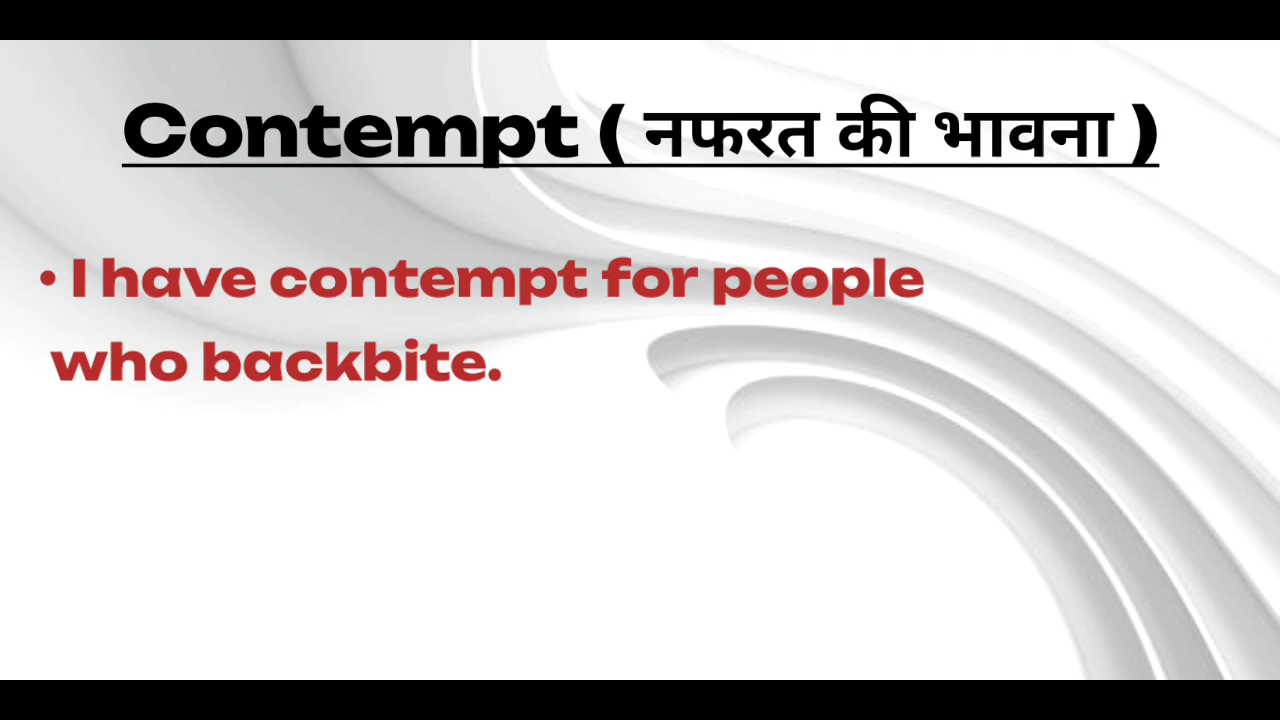 Contempt ( नफरत की भावना )
• I have contempt for people
who backbite.